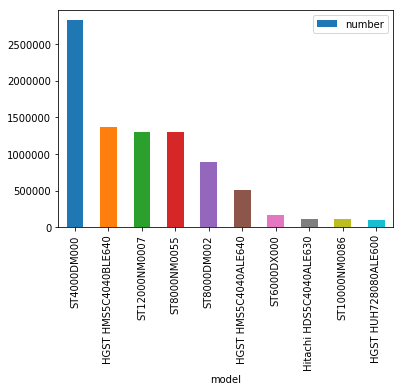 number
2500000
2000000
1500000
1000000
500000
0
ST4000DM000
HGST HMS5C4040BLE640
ST12000NM0007
ST8000NM0055
ST8000DM002
HGST HMS5C4040ALE640
ST6000DX000
Hitachi HDS5C4040ALE630
ST10000NM0086
HGST HUH728080ALE600
model